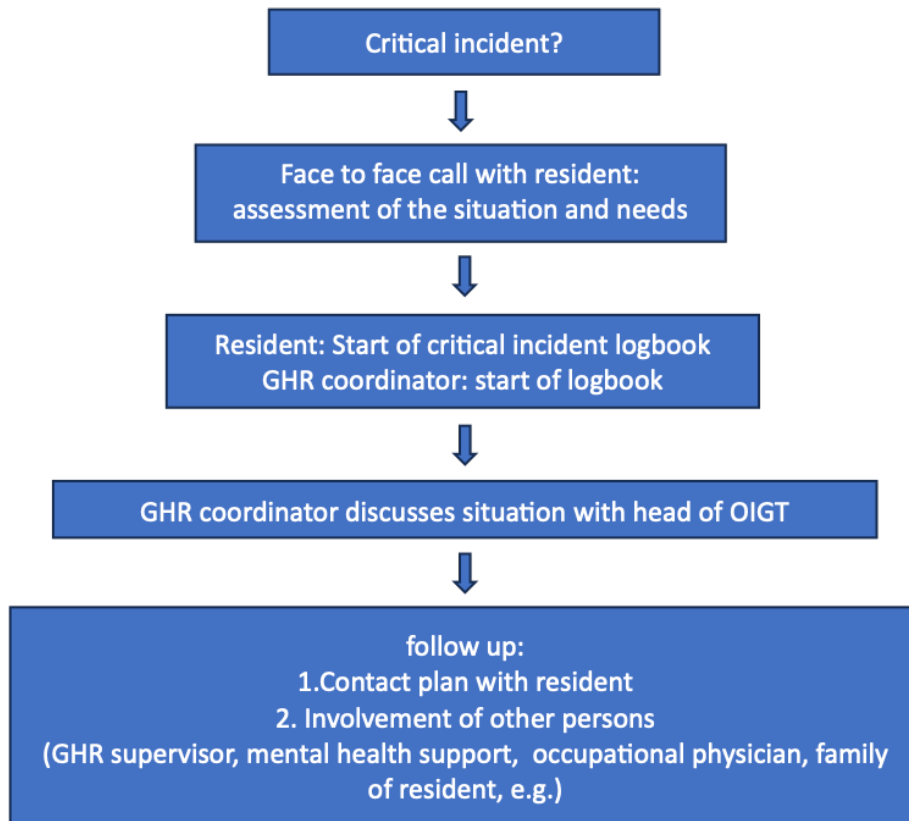 Critical incident?
Face to face call with resident:
assessment of the situation and needs
Resident: Start of critical incident logbook
GHR coordinator: start of logbook
GHR coordinator discusses situation with head of OIGT
follow up:
1.Contact plan with resident
2. Involvement of other persons
(GHR supervisor, mental health support,  occupational physician, family
of resident, e.g.)